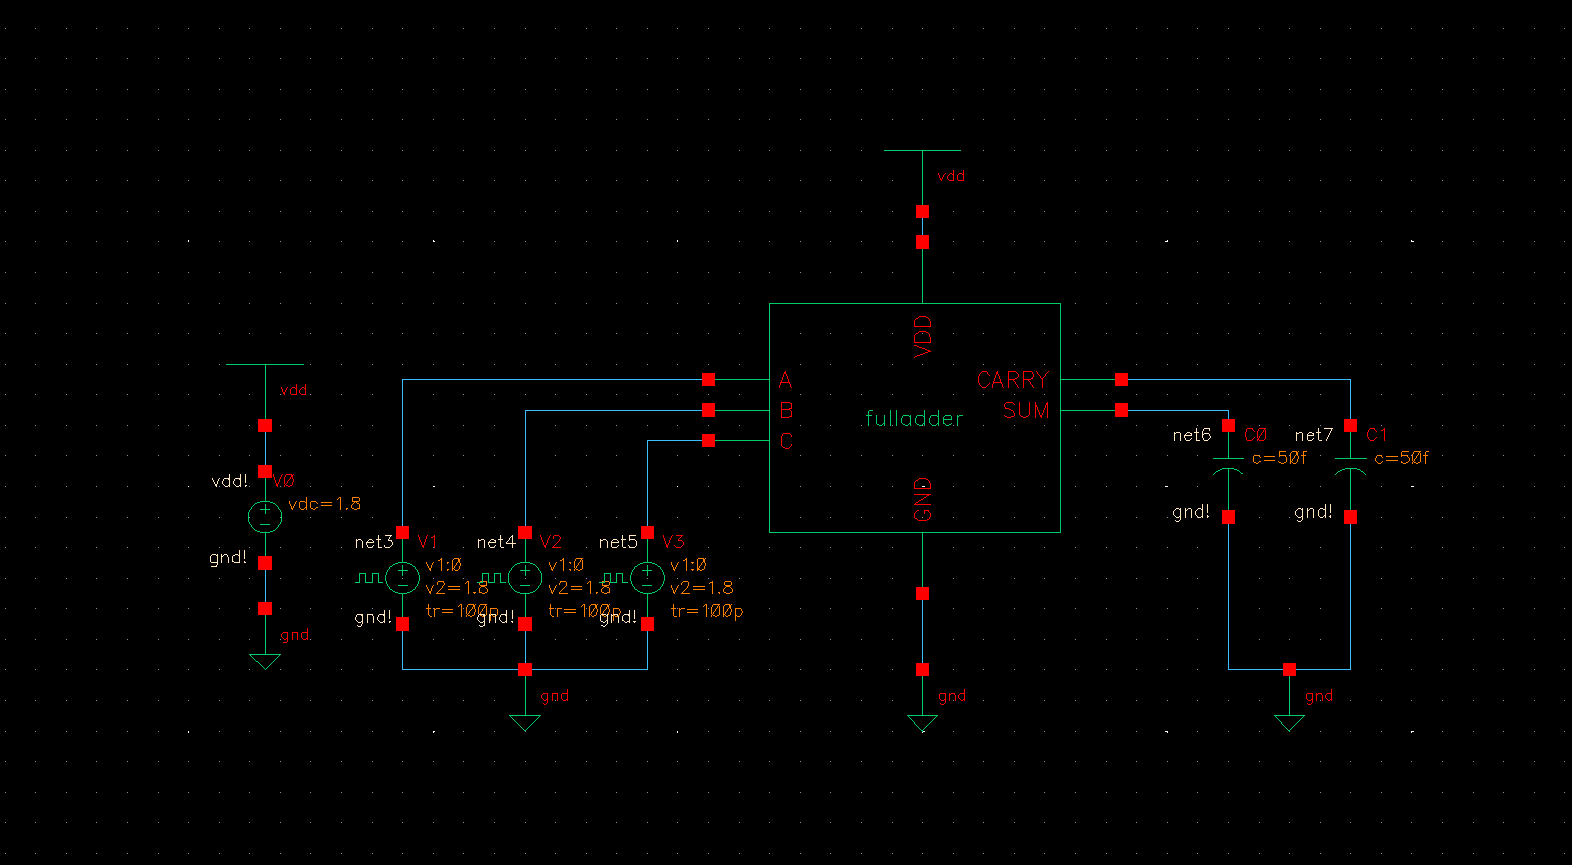 vdd
VDD
A
CARRY
B
SUM
C
fulladder
GND
vdd
vdd!
V0
vdc=1.8
gnd!
gnd
net3
V1
v1:0
v2=1.8
tr=100p
gnd!
net4
V2
v1:0
v2=1.8
tr=100p
gnd!
net5
V3
v1:0
v2=1.8
tr=100p
gnd!
gnd
gnd
net6
C0
c=50f
gnd!
net7
C1
c=50f
gnd!
gnd